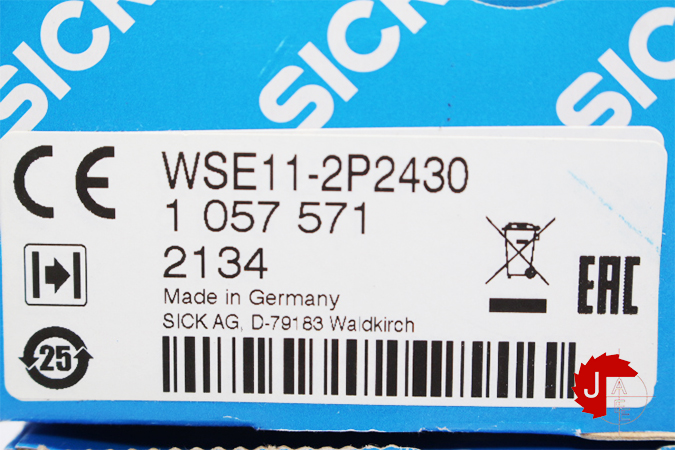 SICK
SICK
SICK
CE
WSE11-2P2430
1 057 571
2134
Made in Germany
SICK AG, D-79183 Waldkirch
EAC
25
J
A